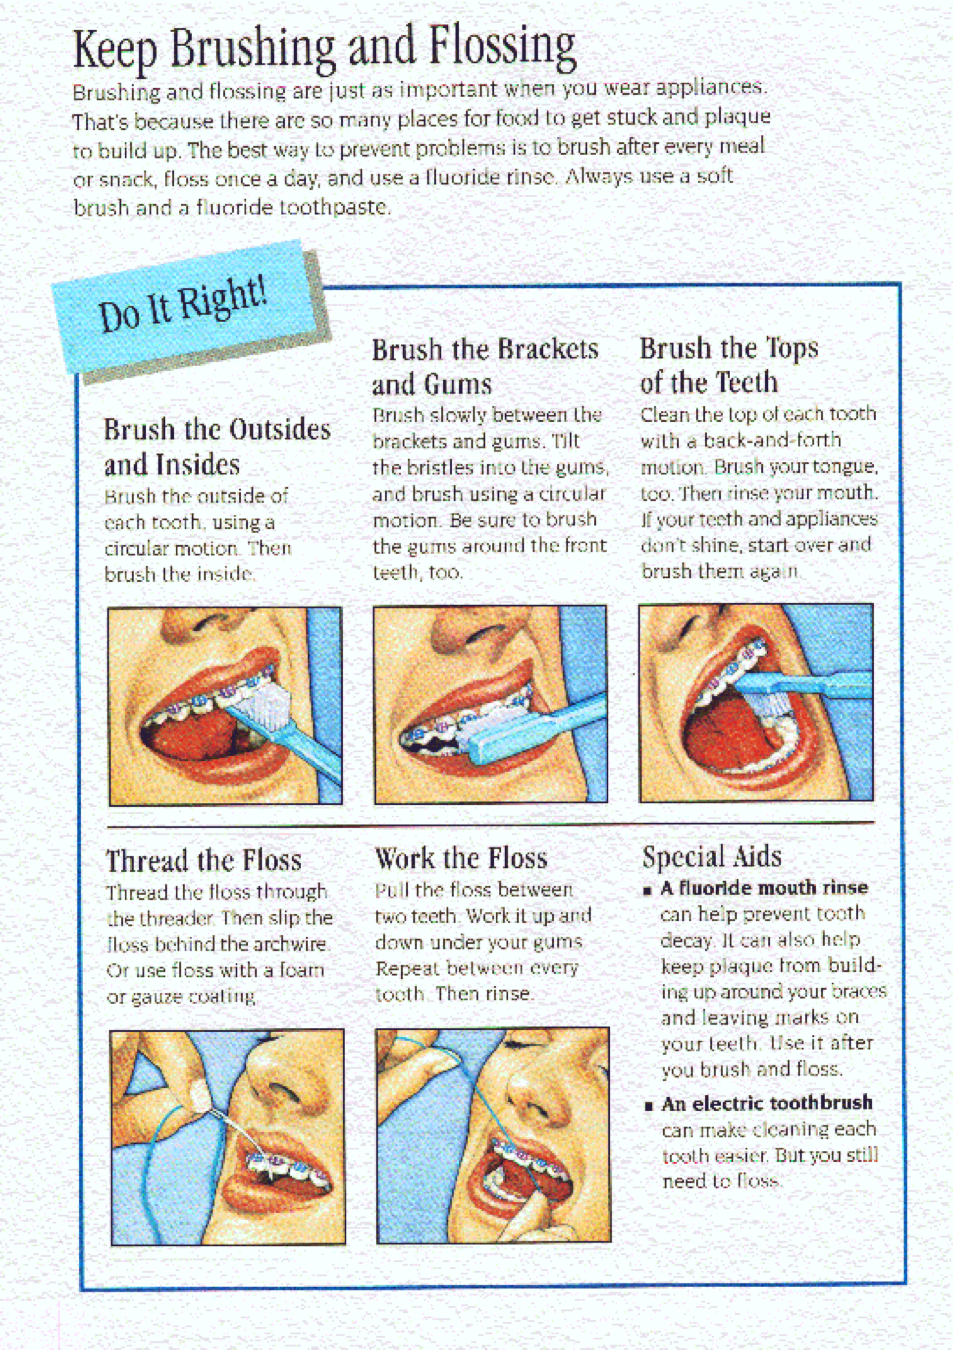 Keep Brushing and Flossing
Brushing and flossing are just as important when you wear appliances.
That's because there are so many places for food to get stuck and plaque
to build up. The best way to prevent problems is to brush after every meal
or snack, floss once a day, and use a fluoride rinse. Always use a soft
brush and a fluoride toothpaste.
Do It Right!
Brush the Outsides
and Insides
Brush the outside of
each tooth, using a
circular motion. Then
brush the inside.
Brush the Brackets
and Gums
Brush slowly between the
brackets and gums. Tilt
the bristles into the gums,
and brush using a circular
motion. Be sure to brush
the gums around the front
teeth, too.
Brush the Tops
of the Teeth
Clean the top of each tooth
with a back-and-forth
motion. Brush your tongue,
too. Then rinse your mouth.
If your teeth and appliances
don't shine, start over and
brush them again.
Thread the Floss
Thread the floss through
the threader. Then slip the
floss behind the archwire.
Or use floss with a foam
or gauze coating.
Work the Floss
Pull the floss between
two teeth. Work it up and
down under your gums.
Repeat between every
tooth. Then rinse.
Special Aids
▪ A fluoride mouth rinse
can help prevent tooth
decay. It can also help
keep plaque from build-
ing up around your braces
and leaving marks on
your teeth. Use it after
you brush and floss.
▪ An electric toothbrush
can make cleaning each
tooth easier. But you still
need to floss.